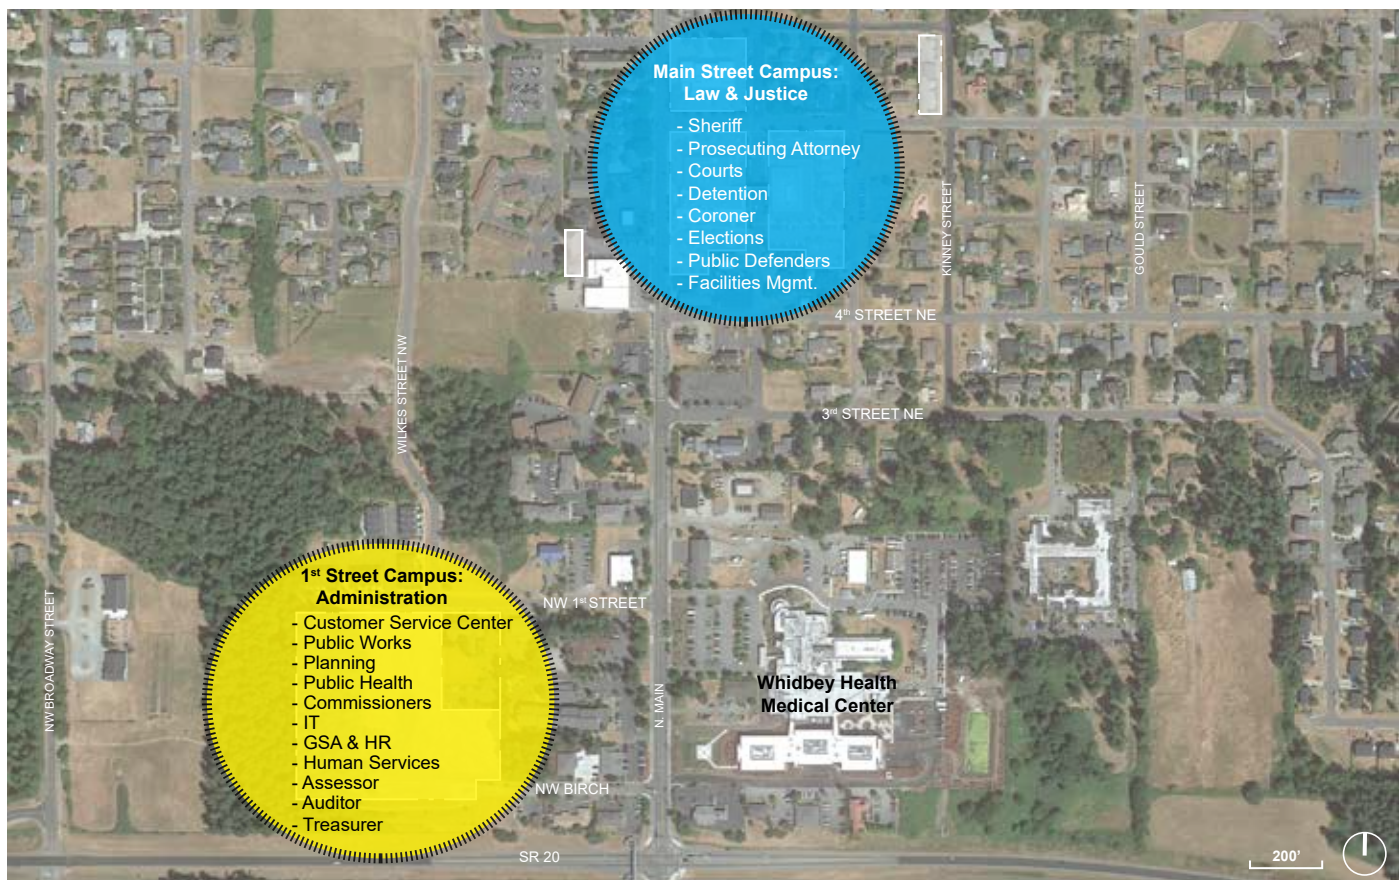 Main Street Campus:
Law & Justice
- Sheriff
- Prosecuting Attorney
- Courts
- Detention
- Coroner
- Elections
- Public Defenders
- Facilities Mgmt.
KINNEY STREET
GOULD STREET
4th STREET NE
WILKES STREET NW
3rd STREET NE
1st Street Campus:
Administration
- Customer Service Center
- Public Works
- Planning
- Public Health
- Commissioners
- IT
- GSA & HR
- Human Services
- Assessor
- Auditor
- Treasurer
NW 1st STREET
NW BROADWAY STREET
N. MAIN
Whidbey Health
Medical Center
NW BIRCH
SR 20
200'